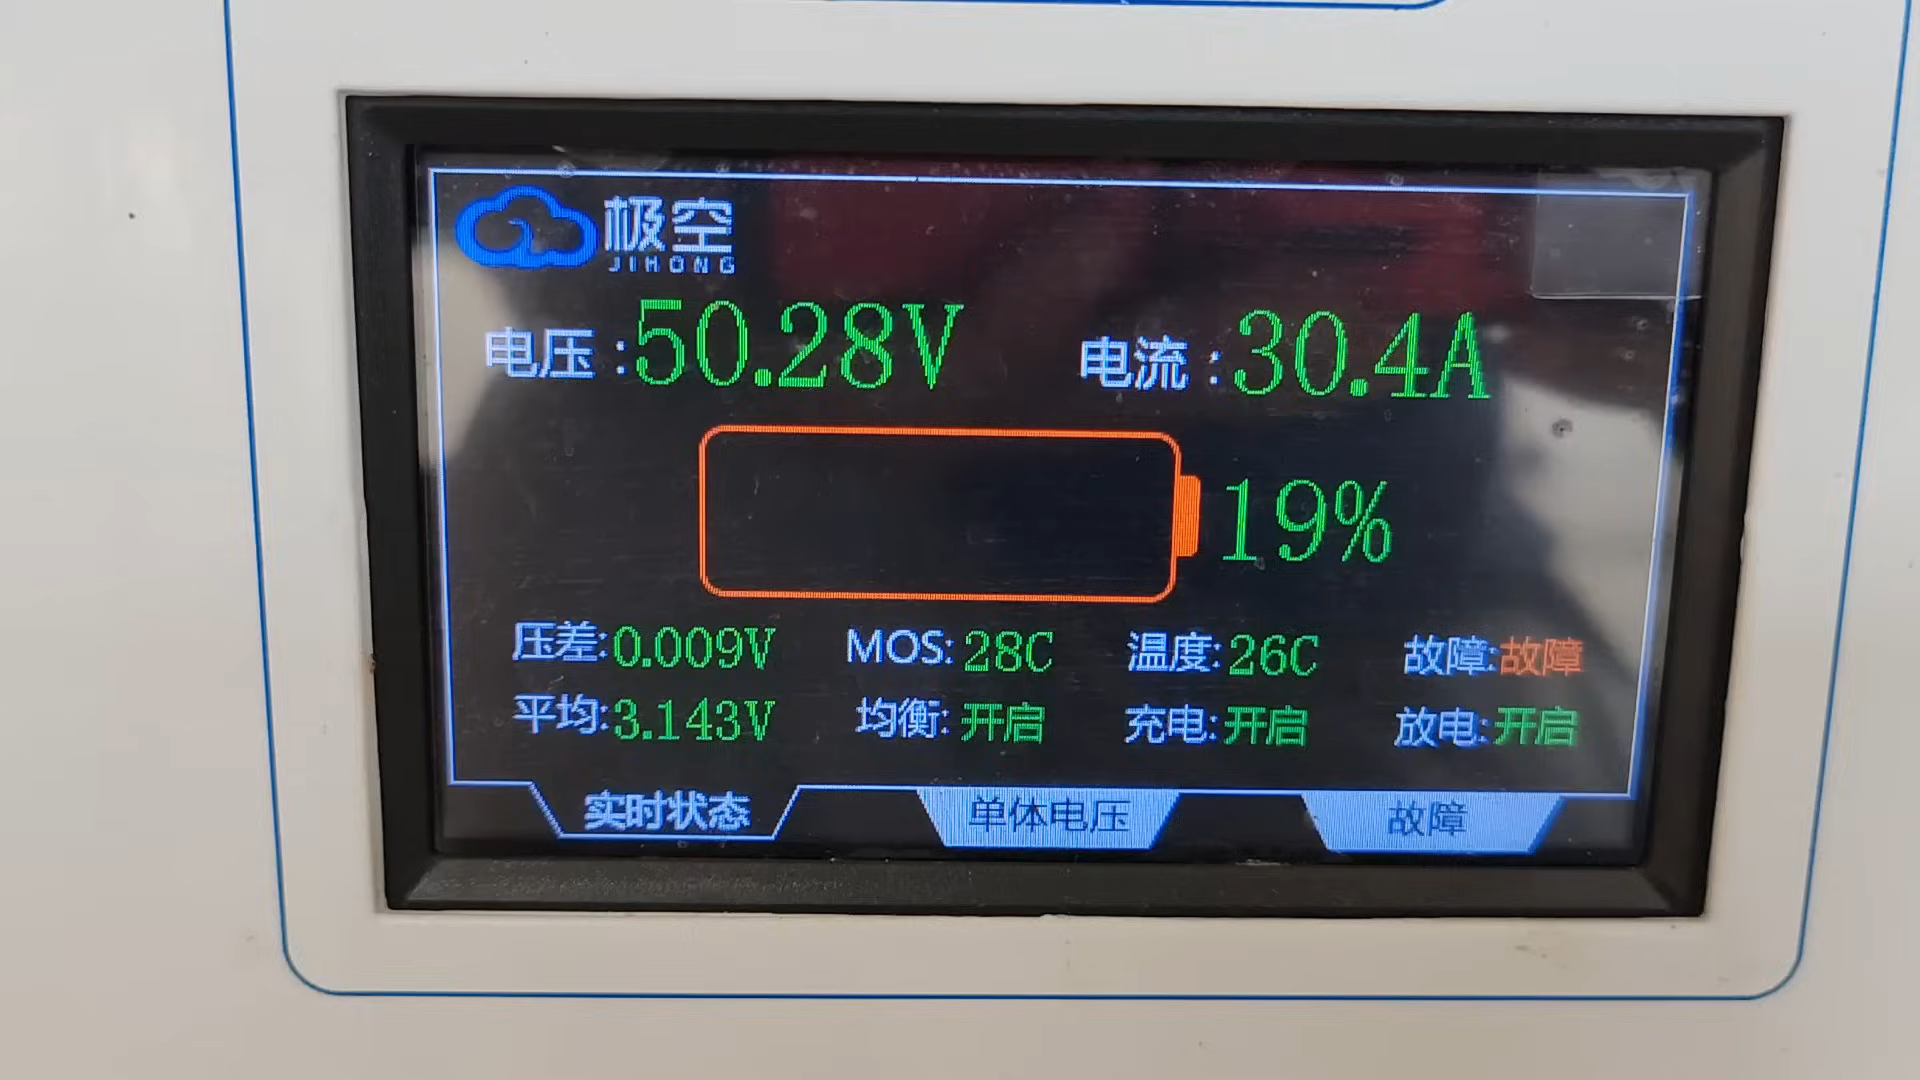 极空
JIHONG
电压:50.28V 电流:30.4A
19%
压差:0.009V MOS:28C 温度:26C 故障:故障
平均:3.143V 均衡:开启 充电:开启 放电:开启
实时状态 单体电压 故障